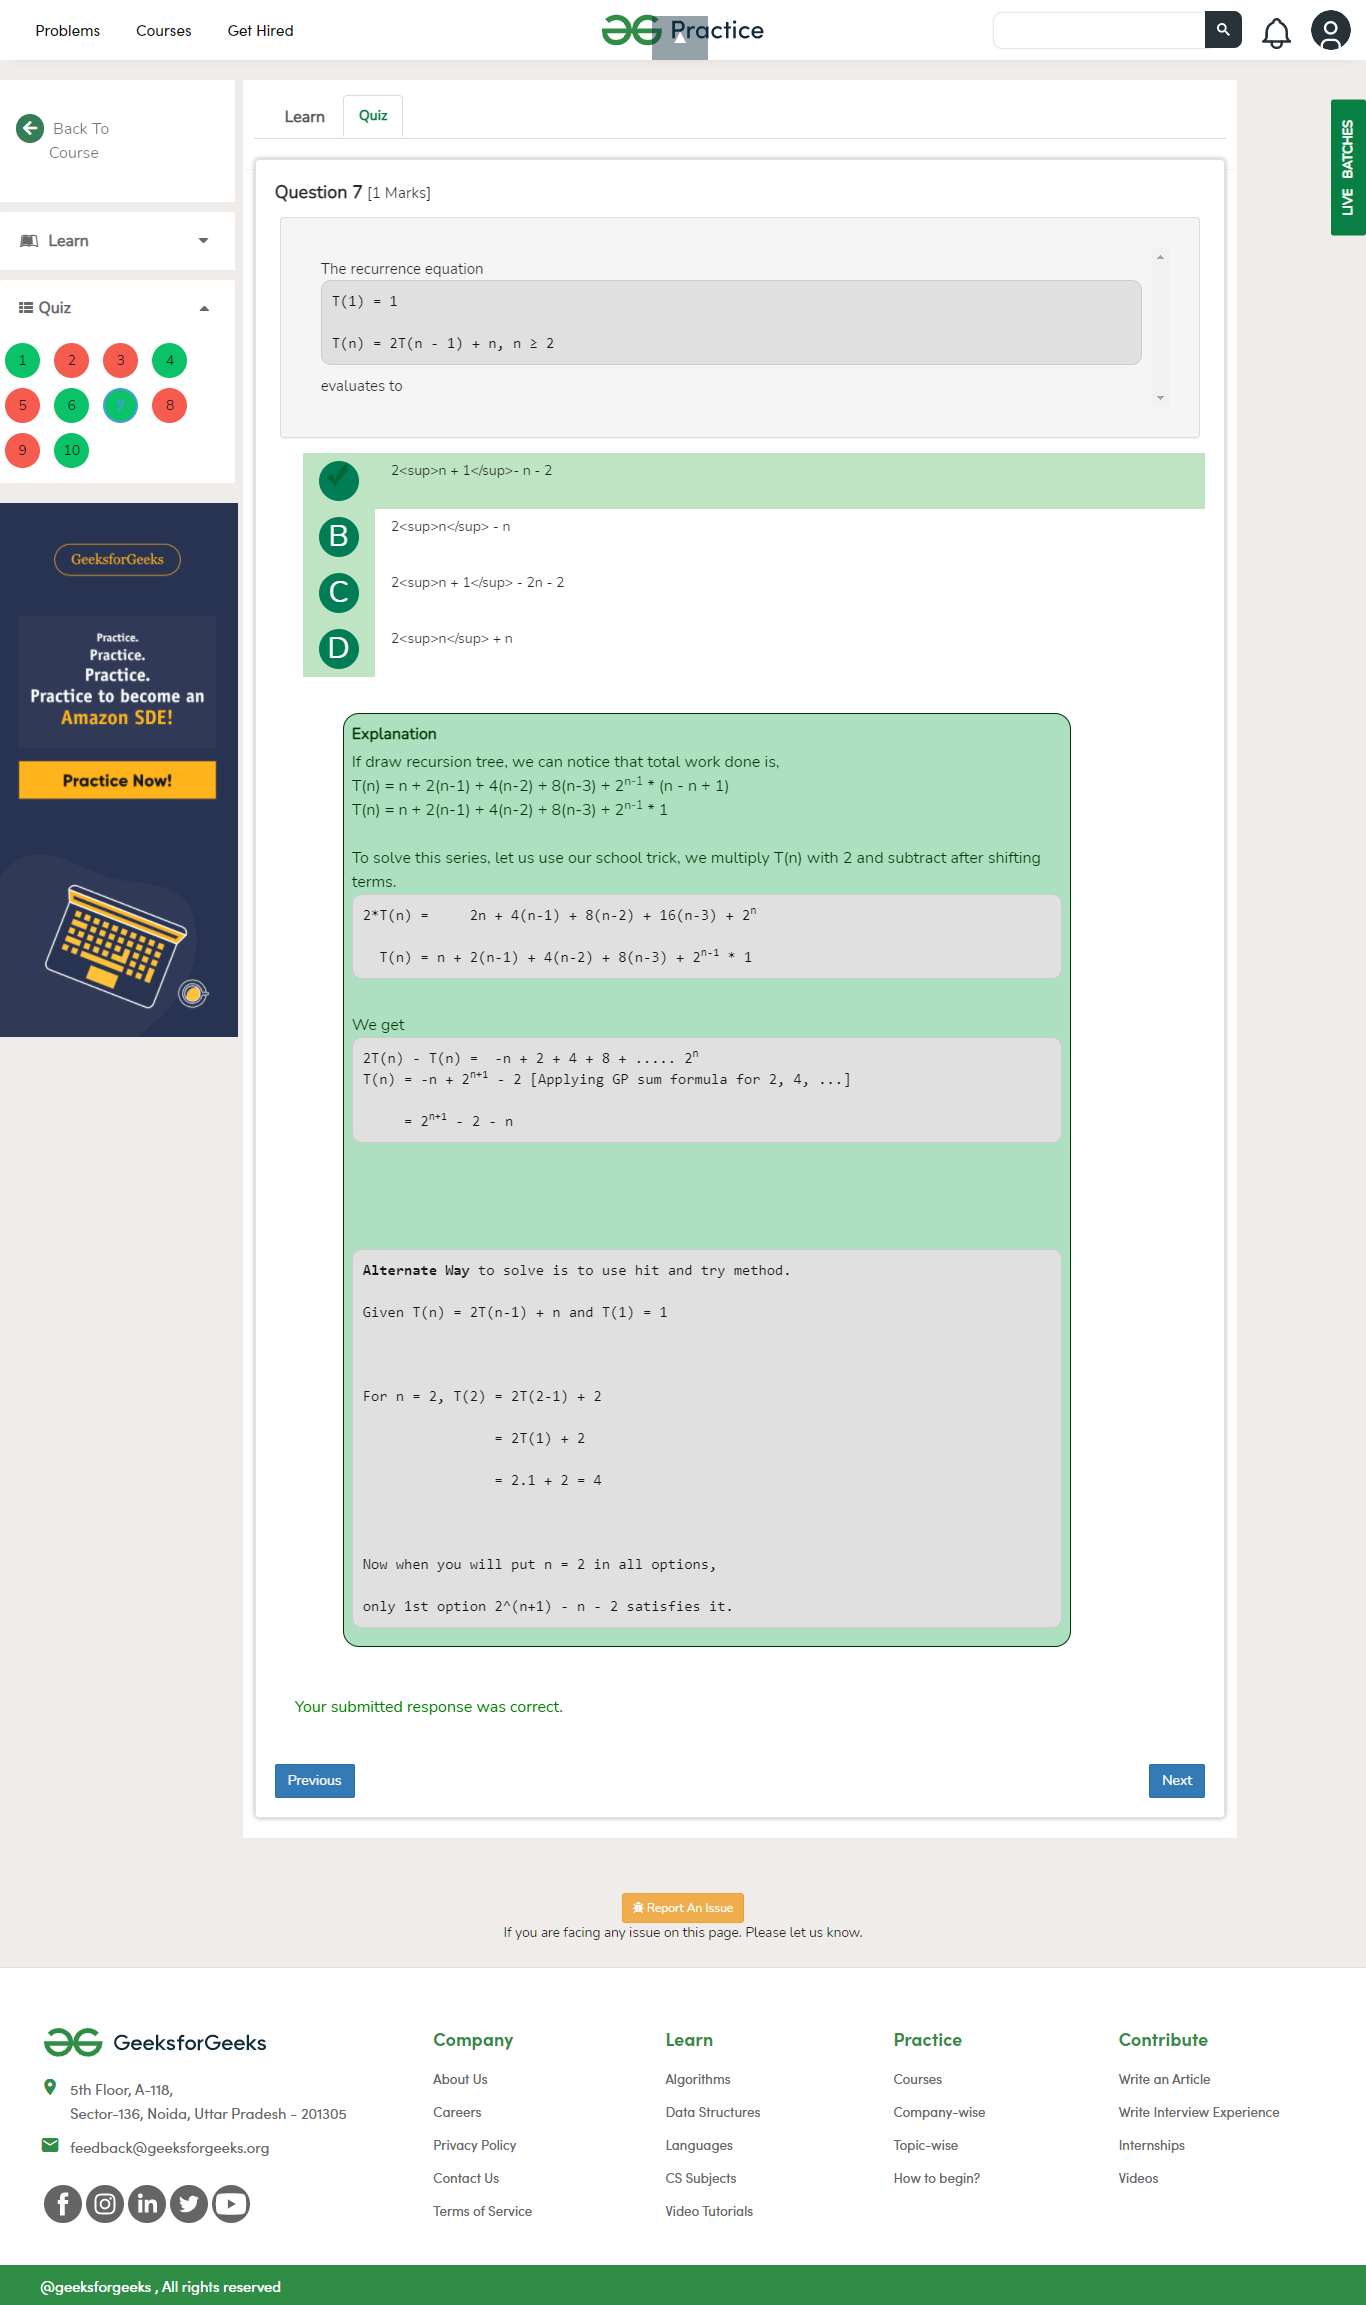 Problems Courses Get Hired
Practice
Back To
Course
Learn
Quiz
1 2 3 4
5 6 7 8
9 10
GeeksforGeeks
Practice.
Practice.
Practice.
Practice to become an
Amazon SDE!
Practice Now!
Learn Quiz
LIVE BATCHES
Question 7 [1 Marks]
The recurrence equation
T(1) = 1
T(n) = 2T(n - 1) + n, n ≥ 2
evaluates to
2<sup>n + 1</sup>- n - 2
B 2<sup>n</sup> - n
C 2<sup>n + 1</sup> - 2n - 2
D 2<sup>n</sup> + n
Explanation
If draw recursion tree, we can notice that total work done is,
T(n) = n + 2(n-1) + 4(n-2) + 8(n-3) + 2ⁿ⁻¹ * (n - n + 1)
T(n) = n + 2(n-1) + 4(n-2) + 8(n-3) + 2ⁿ⁻¹ * 1
To solve this series, let us use our school trick, we multiply T(n) with 2 and subtract after shifting
terms.
2*T(n) =     2n + 4(n-1) + 8(n-2) + 16(n-3) + 2ⁿ
T(n) = n + 2(n-1) + 4(n-2) + 8(n-3) + 2ⁿ⁻¹ * 1
We get
2T(n) - T(n) =  -n + 2 + 4 + 8 + ..... 2ⁿ
T(n) = -n + 2ⁿ⁺¹ - 2 [Applying GP sum formula for 2, 4, ...]
= 2ⁿ⁺¹ - 2 - n
Alternate Way to solve is to use hit and try method.
Given T(n) = 2T(n-1) + n and T(1) = 1
For n = 2, T(2) = 2T(2-1) + 2
= 2T(1) + 2
= 2.1 + 2 = 4
Now when you will put n = 2 in all options,
only 1st option 2^(n+1) - n - 2 satisfies it.
Your submitted response was correct.
Previous Next
Report An Issue
If you are facing any issue on this page. Please let us know.
GeeksforGeeks
5th Floor, A-118,
Sector-136, Noida, Uttar Pradesh - 201305
feedback@geeksforgeeks.org
Company
About Us
Careers
Privacy Policy
Contact Us
Terms of Service
Learn
Algorithms
Data Structures
Languages
CS Subjects
Video Tutorials
Practice
Courses
Company-wise
Topic-wise
How to begin?
Contribute
Write an Article
Write Interview Experience
Internships
Videos
@geeksforgeeks , All rights reserved